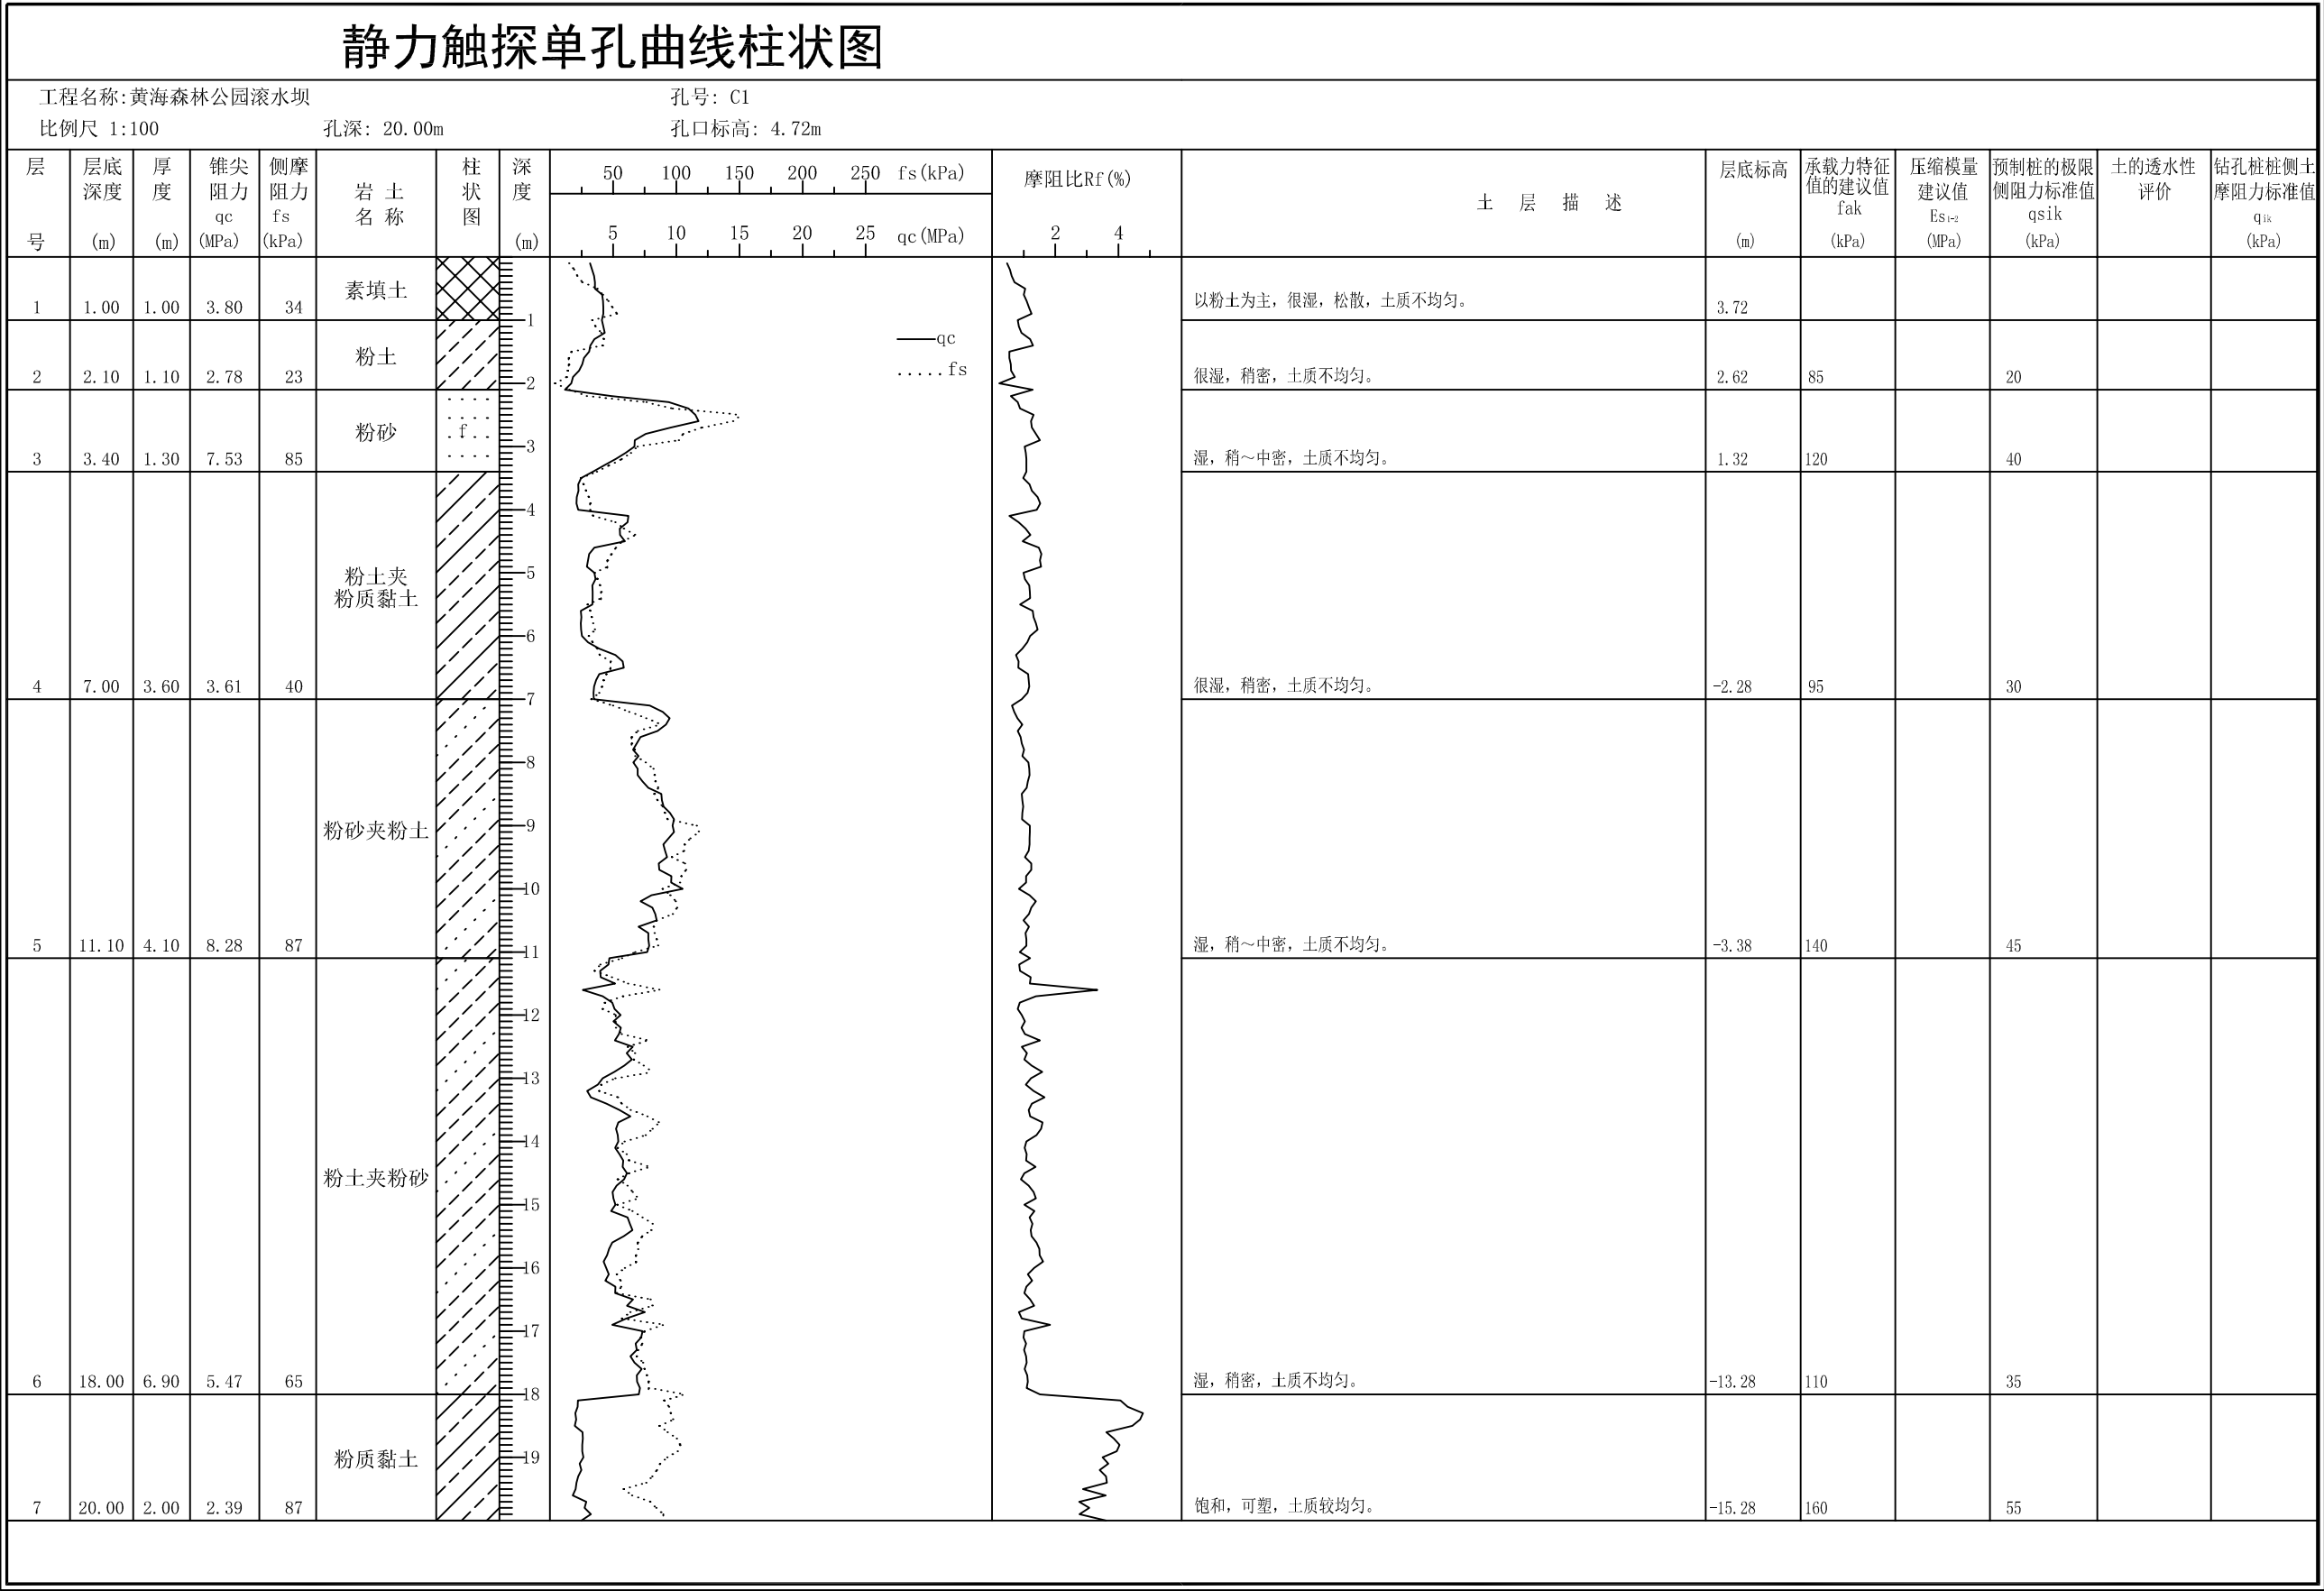 静力触探单孔曲线柱状图
工程名称:黄海森林公园滚水坝 孔号: C1
比例尺 1:100 孔深: 20.00m 孔口标高: 4.72m
层号
层底深度 (m)
厚度 (m)
锥尖阻力 qc (MPa)
侧摩阻力 fs (kPa)
岩土名称
柱状图
深度 (m)
50 100 150 200 250 fs(kPa)
5 10 15 20 25 qc(MPa)
摩阻比Rf(%)
2 4
土层描述
层底标高 (m)
承载力特征值的建议值 fak (kPa)
压缩模量建议值 Es1-2 (MPa)
预制桩的极限侧阻力标准值 qsik (kPa)
土的透水性评价
钻孔桩桩侧土摩阻力标准值 qik (kPa)
qc
fs
1 1.00 1.00 3.80 34 素填土 以粉土为主，很湿，松散，土质不均匀。 3.72
2 2.10 1.10 2.78 23 粉土 很湿，稍密，土质不均匀。 2.62 85 20
3 3.40 1.30 7.53 85 粉砂 f 湿，稍～中密，土质不均匀。 1.32 120 40
4 7.00 3.60 3.61 40 粉土夹粉质黏土 很湿，稍密，土质不均匀。 -2.28 95 30
5 11.10 4.10 8.28 87 粉砂夹粉土 湿，稍～中密，土质不均匀。 -3.38 140 45
6 18.00 6.90 5.47 65 粉土夹粉砂 湿，稍密，土质不均匀。 -13.28 110 35
7 20.00 2.00 2.39 87 粉质黏土 饱和，可塑，土质较均匀。 -15.28 160 55
1
2
3
4
5
6
7
8
9
10
11
12
13
14
15
16
17
18
19